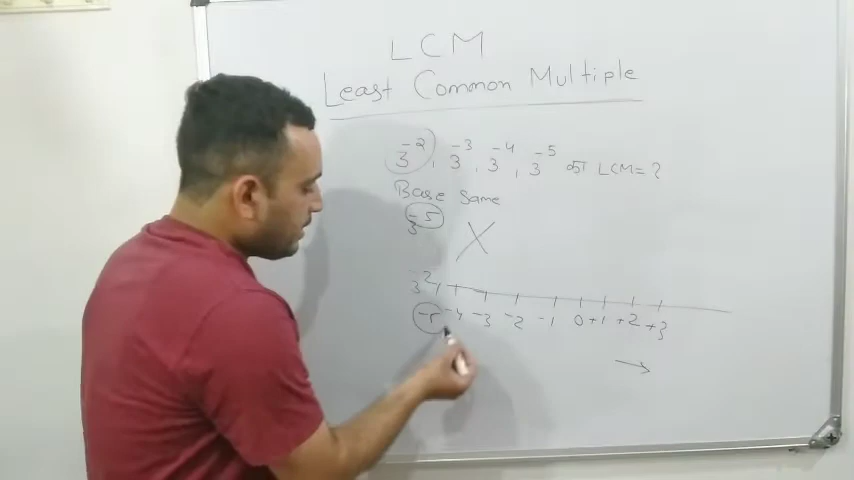 LCM
Least Common Multiple
3⁻², 3⁻³, 3⁻⁴, 3⁻⁵ का LCM = ?
Base Same
3⁻⁵ X
3⁻²
-5 -4 -3 -2 -1 0 +1 +2 +3